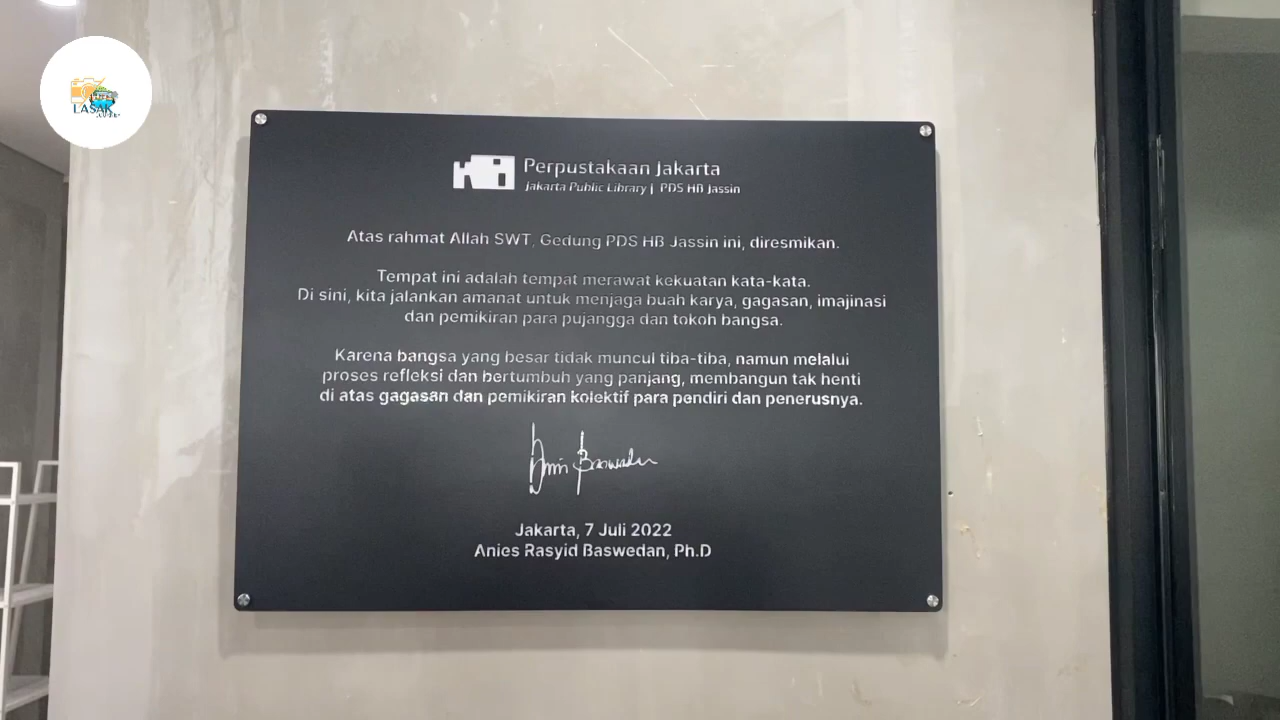 LASAK
Perpustakaan Jakarta
Jakarta Public Library | PDS HB Jassin
Atas rahmat Allah SWT, Gedung PDS HB Jassin ini, diresmikan.
Tempat ini adalah tempat merawat kekuatan kata-kata.
Di sini, kita jalankan amanat untuk menjaga buah karya, gagasan, imajinasi
dan pemikiran para pujangga dan tokoh bangsa.
Karena bangsa yang besar tidak muncul tiba-tiba, namun melalui
proses refleksi dan bertumbuh yang panjang, membangun tak henti
di atas gagasan dan pemikiran kolektif para pendiri dan penerusnya.
Anies Baswedan
Jakarta, 7 Juli 2022
Anies Rasyid Baswedan, Ph.D